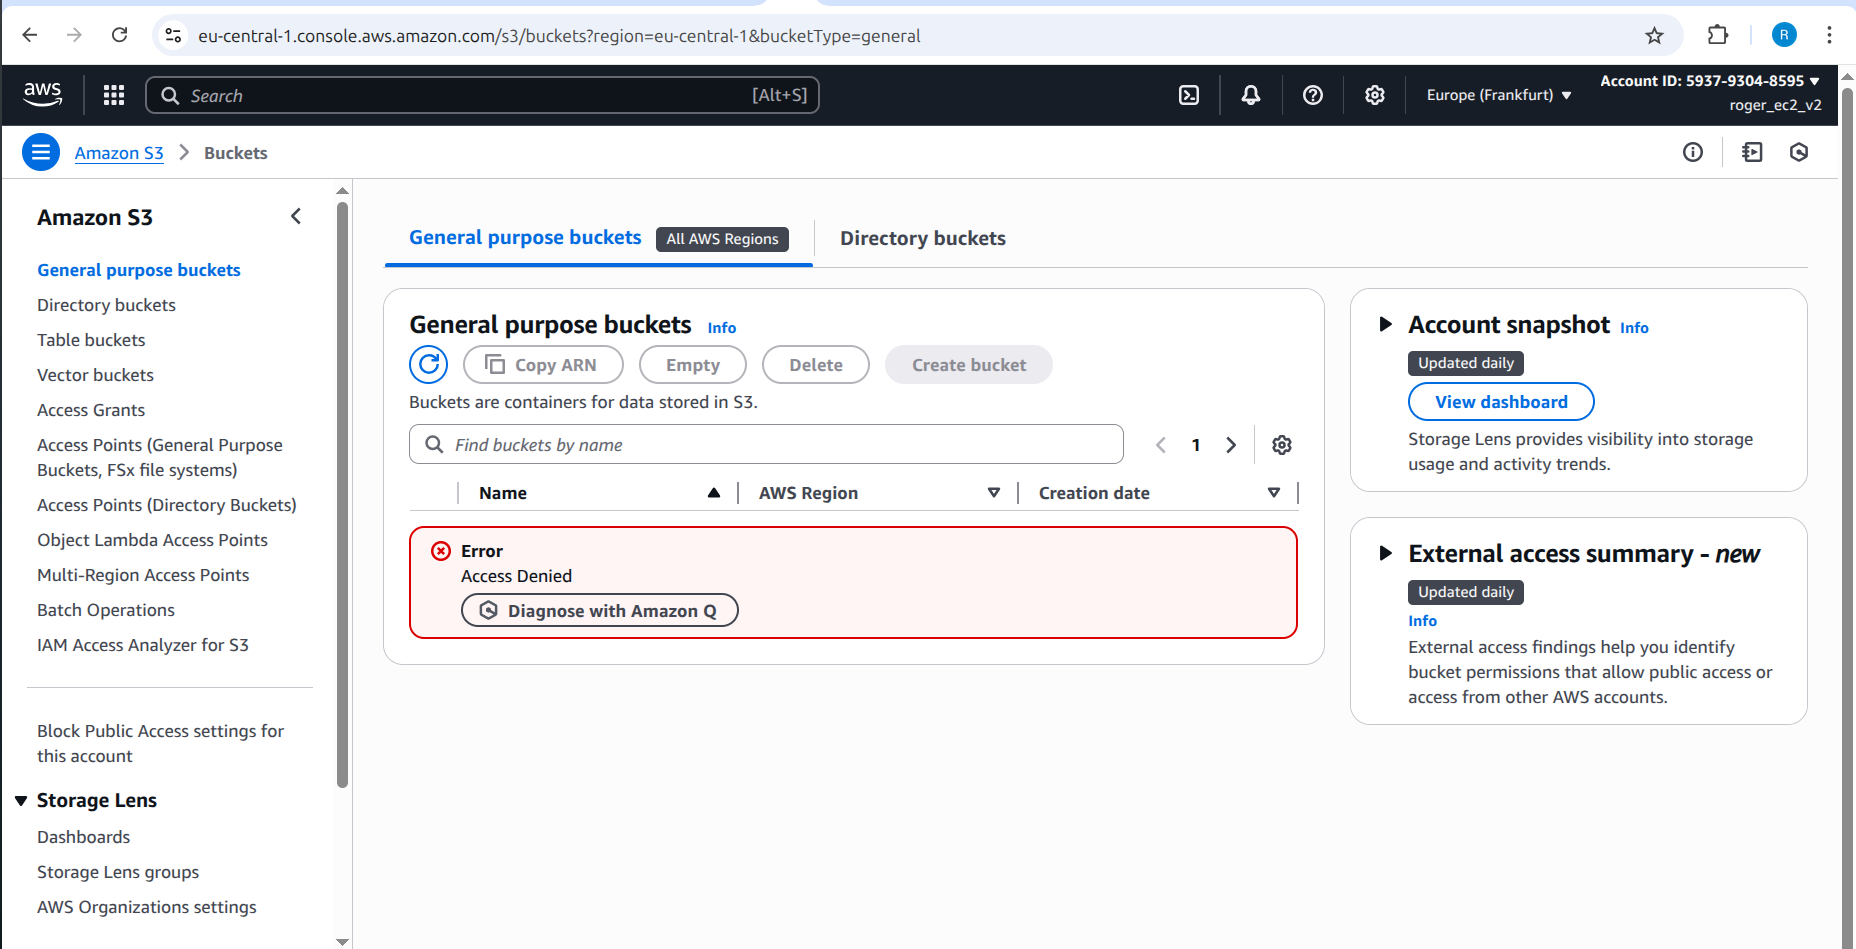 eu-central-1.console.aws.amazon.com/s3/buckets?region=eu-central-1&bucketType=general
R
aws
Search
[Alt+S]
Europe (Frankfurt)
Account ID: 5937-9304-8595
roger_ec2_v2
Amazon S3
Buckets
Amazon S3
General purpose buckets
Directory buckets
Table buckets
Vector buckets
Access Grants
Access Points (General Purpose
Buckets, FSx file systems)
Access Points (Directory Buckets)
Object Lambda Access Points
Multi-Region Access Points
Batch Operations
IAM Access Analyzer for S3
Block Public Access settings for
this account
Storage Lens
Dashboards
Storage Lens groups
AWS Organizations settings
General purpose buckets
All AWS Regions
Directory buckets
General purpose buckets Info
Copy ARN
Empty
Delete
Create bucket
Buckets are containers for data stored in S3.
Find buckets by name
1
Name
AWS Region
Creation date
Error
Access Denied
Diagnose with Amazon Q
Account snapshot Info
Updated daily
View dashboard
Storage Lens provides visibility into storage
usage and activity trends.
External access summary - new
Updated daily
Info
External access findings help you identify
bucket permissions that allow public access or
access from other AWS accounts.